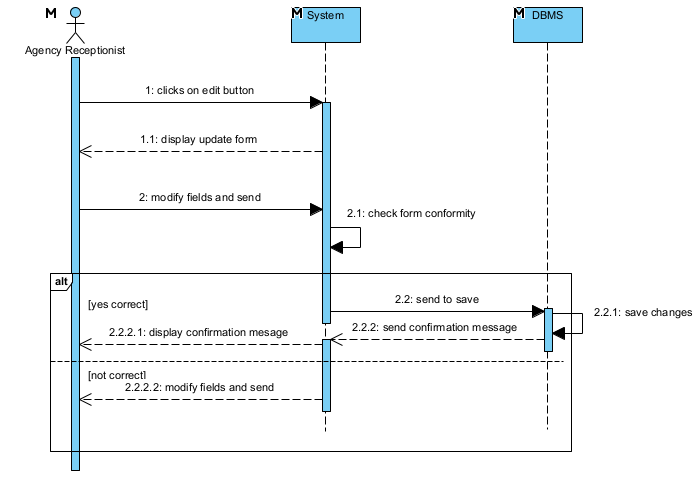 M
M System
M DBMS
Agency Receptionist
1: clicks on edit button
1.1: display update form
2: modify fields and send
2.1: check form conformity
alt
[yes correct]
2.2: send to save
2.2.1: save changes
2.2.2: send confirmation message
2.2.2.1: display confirmation mesage
[not correct]
2.2.2.2: modify fields and send